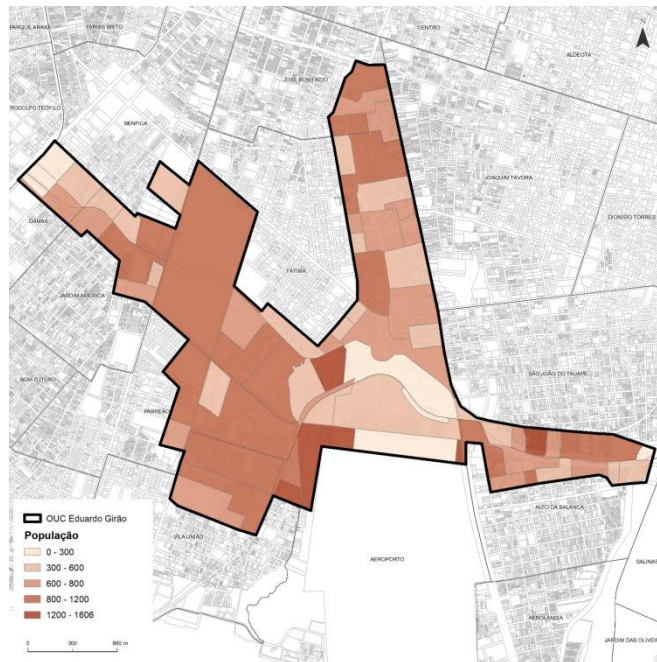 PARQUE ARAXÁ
FARIAS BRITO
CENTRO
N
ALDEOTA
JOSÉ BONIFÁCIO
RODOLFO TEÓFILO
BENFICA
JOAQUIM TÁVORA
DIONÍSIO TORRES
DAMAS
FÁTIMA
JARDIM AMÉRICA
BOM FUTURO
SÃO JOÃO DO TAUAPE
PARREÃO
ALTO DA BALANÇA
VILA UNIÃO
AEROPORTO
SALINAS
AEROLÂNDIA
JARDIM DAS OLIVEI
OUC Eduardo Girão
População
0 - 300
300 - 600
600 - 800
800 - 1200
1200 - 1606
0 300 600 m